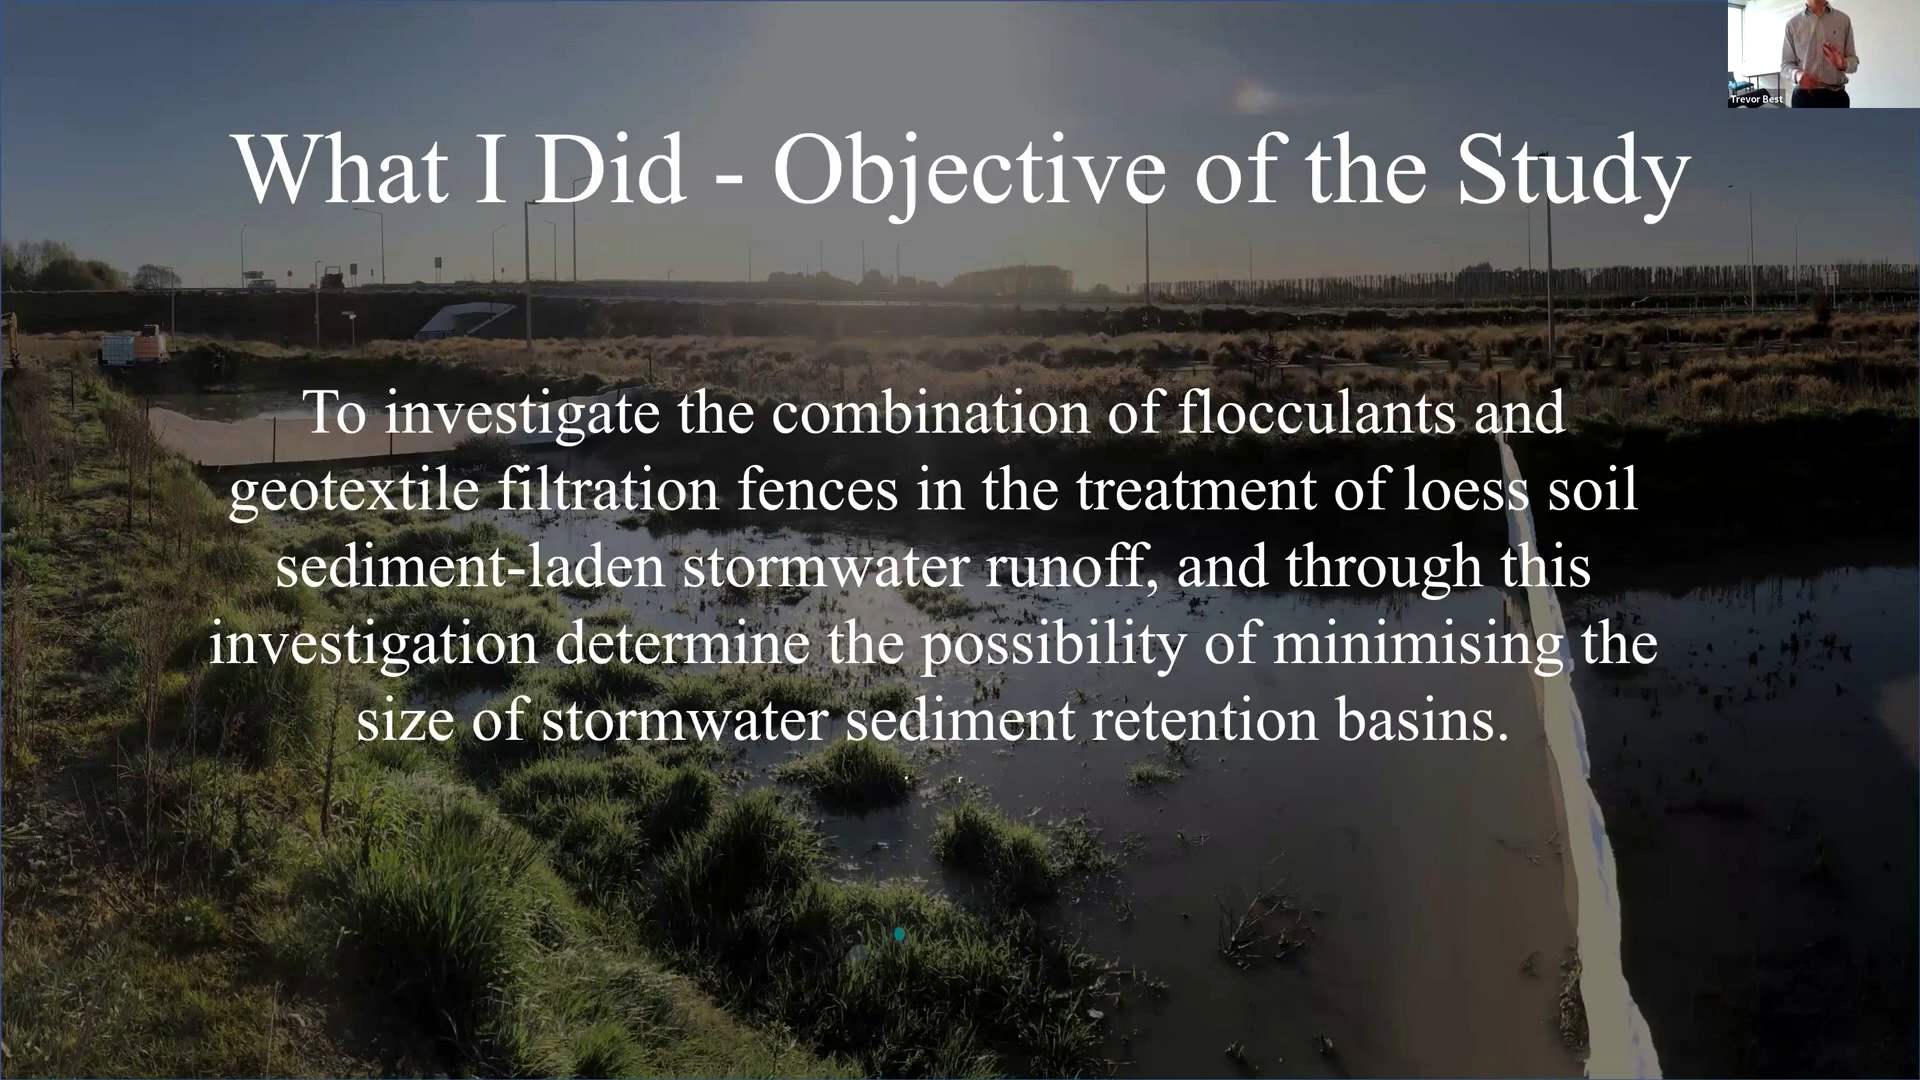 Trevor Best
What I Did - Objective of the Study
To investigate the combination of flocculants and
geotextile filtration fences in the treatment of loess soil
sediment-laden stormwater runoff, and through this
investigation determine the possibility of minimising the
size of stormwater sediment retention basins.